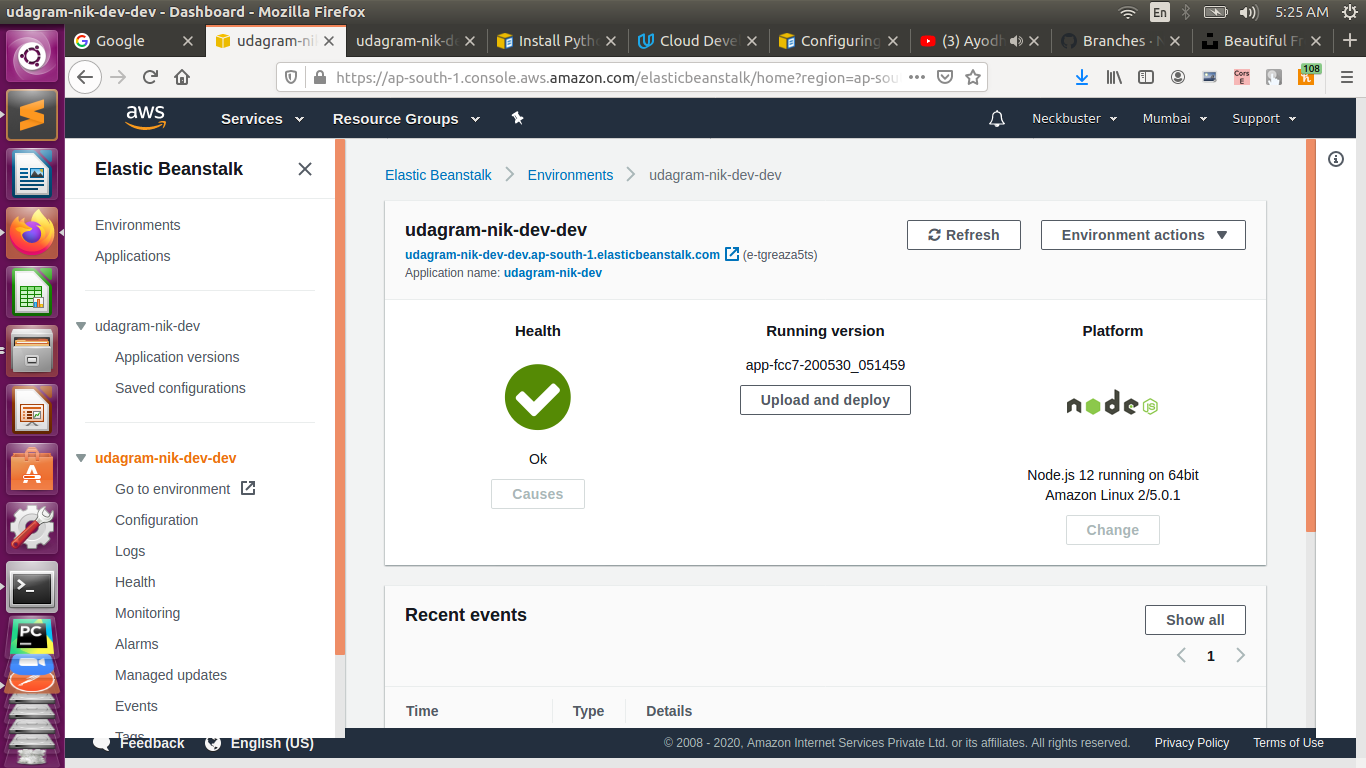 udagram-nik-dev-dev - Dashboard - Mozilla Firefox
En
5:25 AM
Google
udagram-ni
udagram-nik-de
Install Pytho
Cloud Devel
Configuring
(3) Ayodh
Branches · N
Beautiful Fr
https://ap-south-1.console.aws.amazon.com/elasticbeanstalk/home?region=ap-sou
108
aws
Services
Resource Groups
Neckbuster
Mumbai
Support
Elastic Beanstalk
Environments
Applications
udagram-nik-dev
Application versions
Saved configurations
udagram-nik-dev-dev
Go to environment
Configuration
Logs
Health
Monitoring
Alarms
Managed updates
Events
Tags
Elastic Beanstalk
Environments
udagram-nik-dev-dev
udagram-nik-dev-dev
Refresh
Environment actions
udagram-nik-dev-dev.ap-south-1.elasticbeanstalk.com (e-tgreaza5ts)
Application name: udagram-nik-dev
Health
Ok
Causes
Running version
app-fcc7-200530_051459
Upload and deploy
Platform
node JS
Node.js 12 running on 64bit
Amazon Linux 2/5.0.1
Change
Recent events
Show all
1
Time
Type
Details
Feedback
English (US)
© 2008 - 2020, Amazon Internet Services Private Ltd. or its affiliates. All rights reserved.
Privacy Policy
Terms of Use
PC